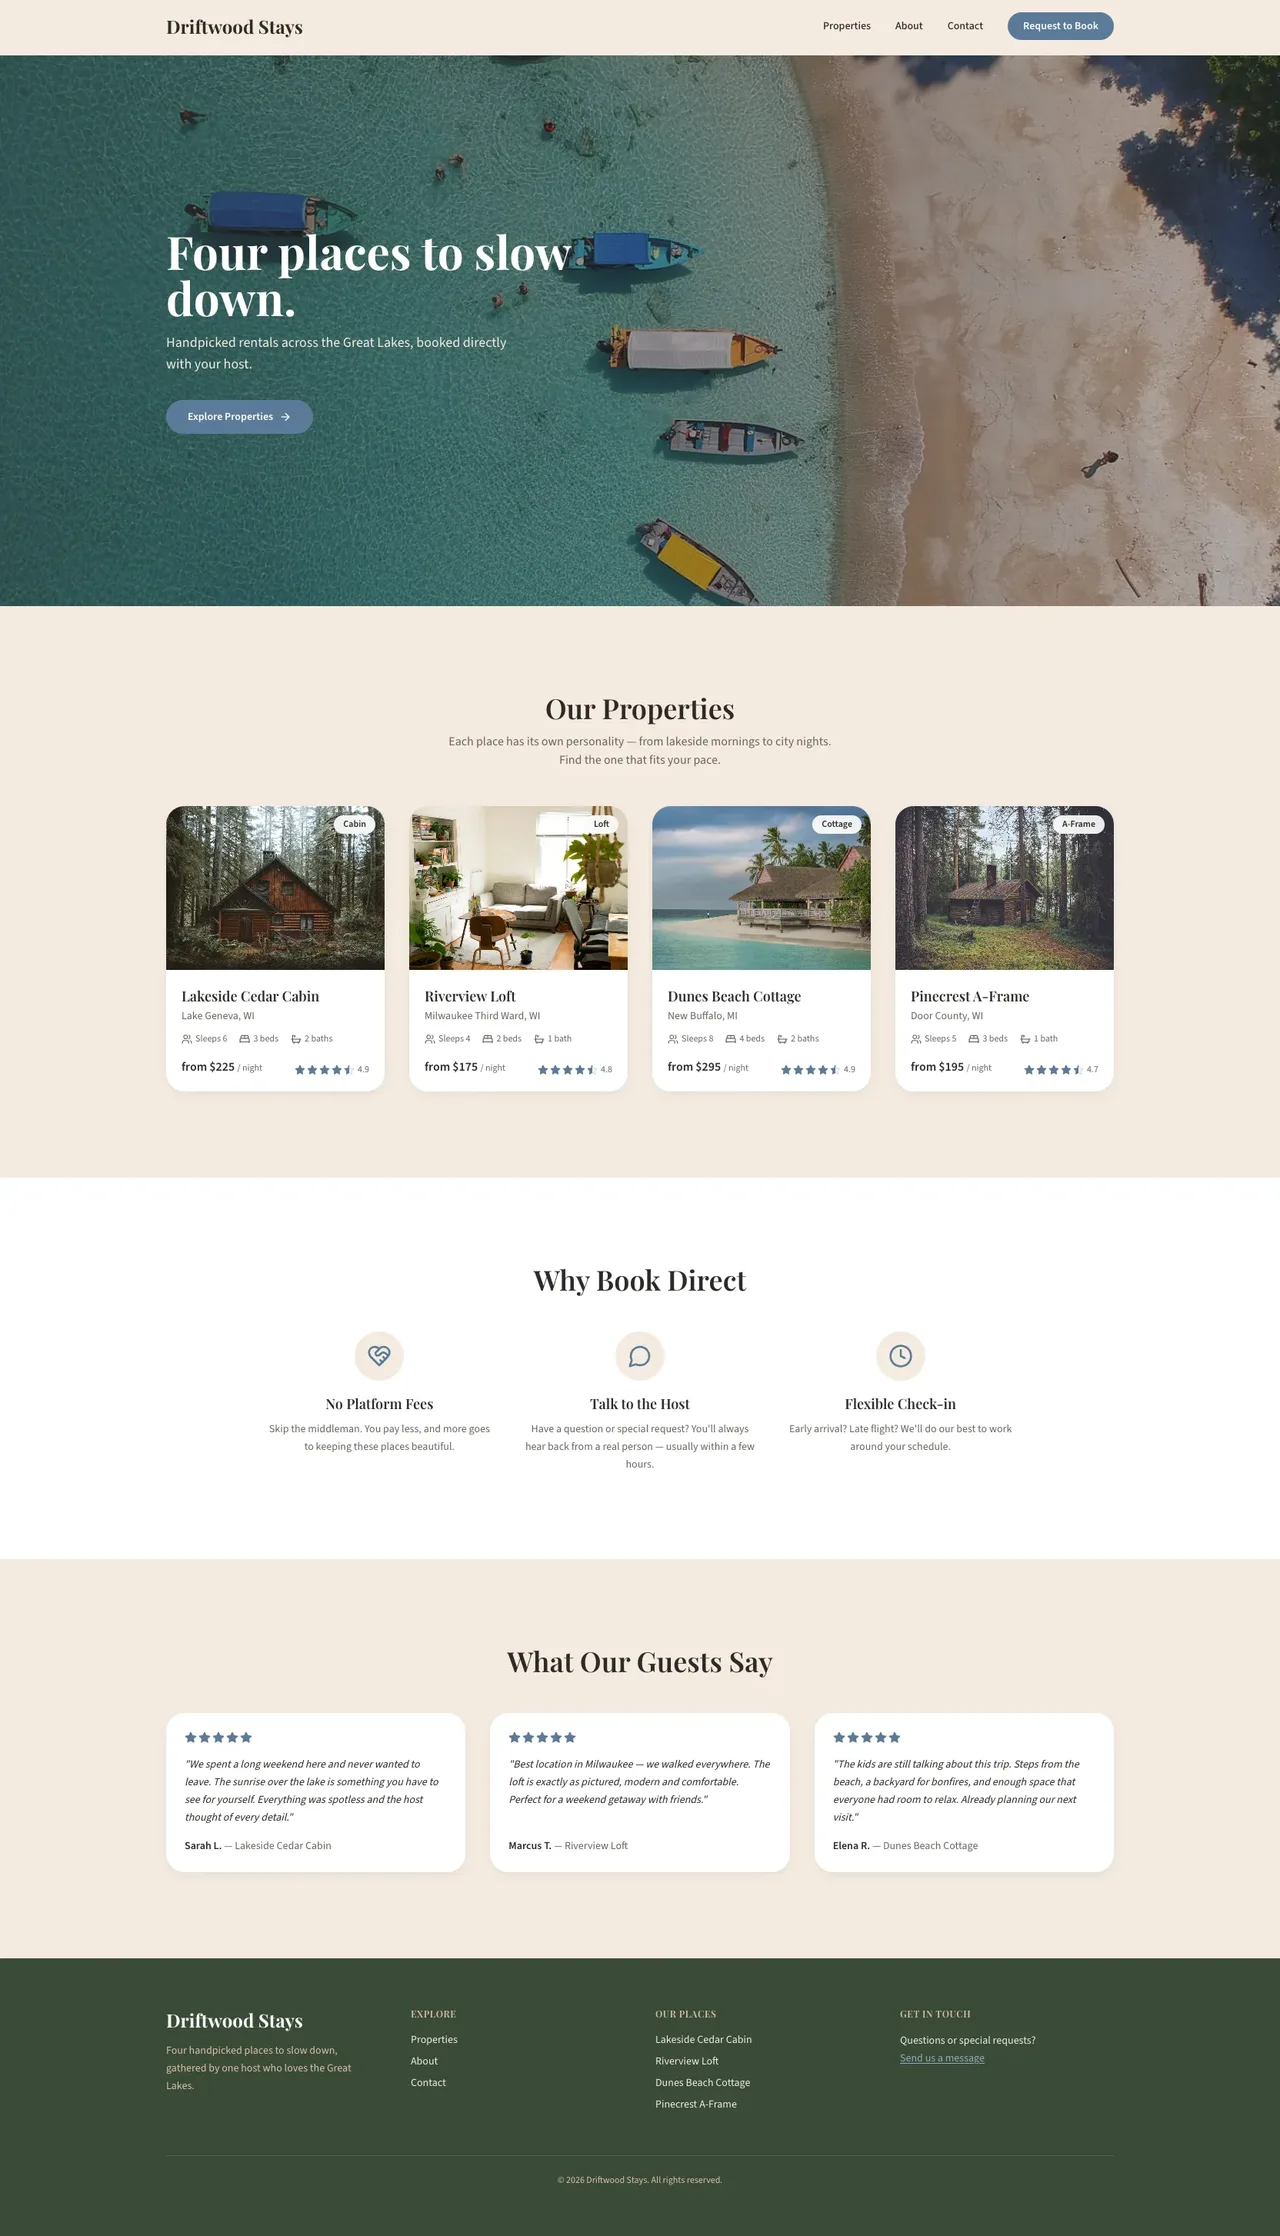 Driftwood Stays
Properties
About
Contact
Request to Book
Four places to slow
down.
Handpicked rentals across the Great Lakes, booked directly
with your host.
Explore Properties
Our Properties
Each place has its own personality — from lakeside mornings to city nights.
Find the one that fits your pace.
Cabin
Lakeside Cedar Cabin
Lake Geneva, WI
Sleeps 6 3 beds 2 baths
from $225 / night 4.9
Loft
Riverview Loft
Milwaukee Third Ward, WI
Sleeps 4 2 beds 1 bath
from $175 / night 4.8
Cottage
Dunes Beach Cottage
New Buffalo, MI
Sleeps 8 4 beds 2 baths
from $295 / night 4.9
A-Frame
Pinecrest A-Frame
Door County, WI
Sleeps 5 3 beds 1 bath
from $195 / night 4.7
Why Book Direct
No Platform Fees
Skip the middleman. You pay less, and more goes
to keeping these places beautiful.
Talk to the Host
Have a question or special request? You'll always
hear back from a real person — usually within a few
hours.
Flexible Check-in
Early arrival? Late flight? We'll do our best to work
around your schedule.
What Our Guests Say
"We spent a long weekend here and never wanted to
leave. The sunrise over the lake is something you have to
see for yourself. Everything was spotless and the host
thought of every detail."
Sarah L. — Lakeside Cedar Cabin
"Best location in Milwaukee — we walked everywhere. The
loft is exactly as pictured, modern and comfortable.
Perfect for a weekend getaway with friends."
Marcus T. — Riverview Loft
"The kids are still talking about this trip. Steps from the
beach, a backyard for bonfires, and enough space that
everyone had room to relax. Already planning our next
visit."
Elena R. — Dunes Beach Cottage
Driftwood Stays
Four handpicked places to slow down,
gathered by one host who loves the Great
Lakes.
EXPLORE
Properties
About
Contact
OUR PLACES
Lakeside Cedar Cabin
Riverview Loft
Dunes Beach Cottage
Pinecrest A-Frame
GET IN TOUCH
Questions or special requests?
Send us a message
© 2026 Driftwood Stays. All rights reserved.